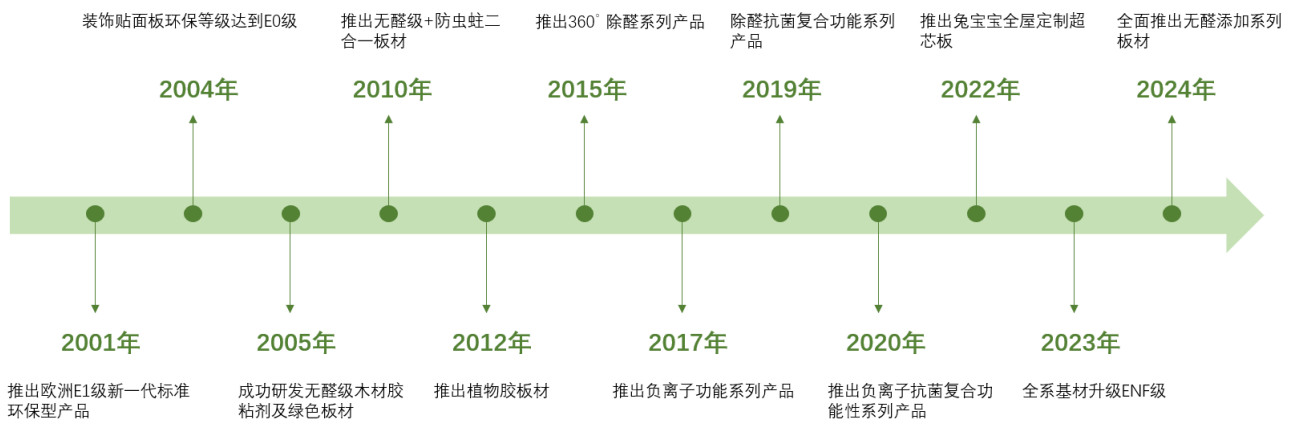 装饰贴面板环保等级达到E0级
推出无醛级+防虫蛀二
合一板材
推出360°除醛系列产品
除醛抗菌复合功能系列
产品
推出兔宝宝全屋定制超
芯板
全面推出无醛添加系列
板材
2004年
2010年
2015年
2019年
2022年
2024年
2001年
2005年
2012年
2017年
2020年
2023年
推出欧洲E1级新一代标准
环保型产品
成功研发无醛级木材胶
粘剂及绿色板材
推出植物胶板材
推出负离子功能系列产品
推出负离子抗菌复合功
能性系列产品
全系基材升级ENF级